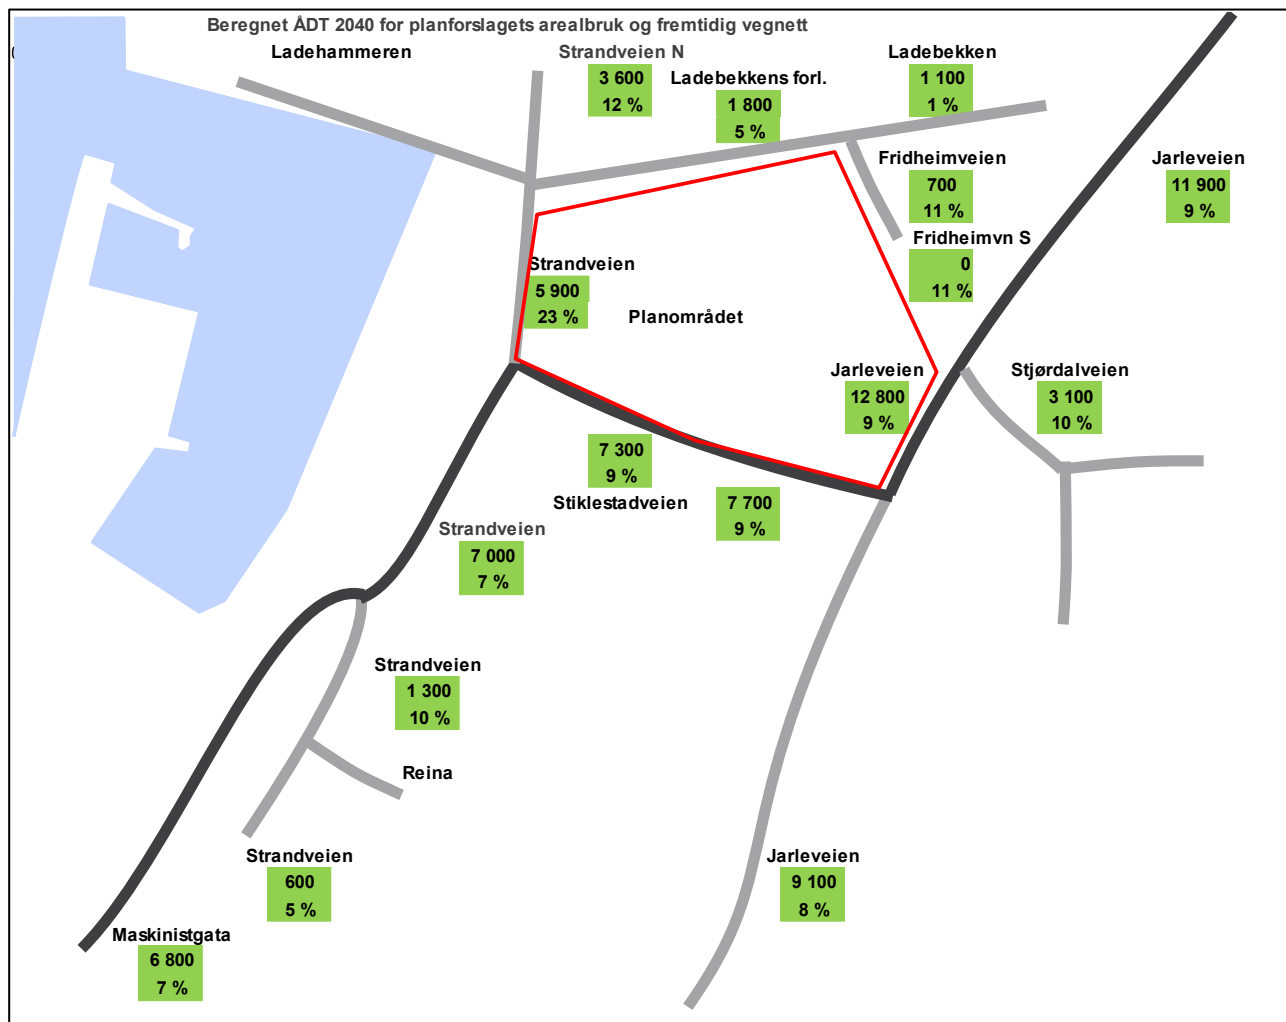 Beregnet ÅDT 2040 for planforslagets arealbruk og fremtidig vegnett
Ladehammeren
Strandveien N
3 600
12 %
Ladebekkens forl.
1 800
5 %
Ladebekken
1 100
1 %
Fridheimveien
700
11 %
Fridheimvn S
0
11 %
Jarleveien
11 900
9 %
Strandveien
5 900
23 %
Planområdet
Jarleveien
12 800
9 %
Stjørdalveien
3 100
10 %
7 300
9 %
Stiklestadveien
7 700
9 %
Strandveien
7 000
7 %
Strandveien
1 300
10 %
Reina
Strandveien
600
5 %
Jarleveien
9 100
8 %
Maskinistgata
6 800
7 %